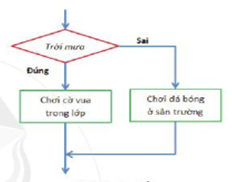 Trời mưa
Sai
Đúng
Chơi cờ vua
trong lớp
Chơi đá bóng
ở sân trường